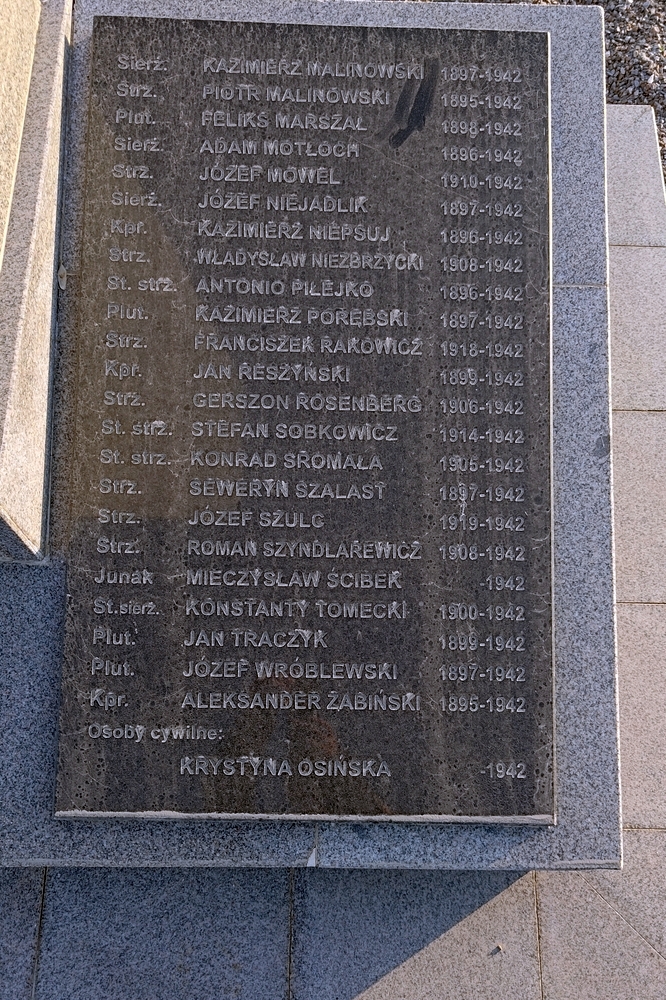 Sierż. KAZIMIERZ MALINOWSKI 1897-1942
Strz. PIOTR MALINOWSKI 1895-1942
Plut. FELIKS MARSZAŁ 1898-1942
Sierż. ADAM MOTŁOCH 1896-1942
Strz. JÓZEF MOWEL 1910-1942
Sierż. JÓZEF NIEJADLIK 1897-1942
Kpr. KAZIMIERZ NIEPSUJ 1896-1942
Strz. WŁADYSŁAW NIEZBRZYCKI 1908-1942
St. strz. ANTONIO PILEJKO 1896-1942
Plut. KAZIMIERZ PORĘBSKI 1897-1942
Strz. FRANCISZEK RAKOWICZ 1918-1942
Kpr. JAN RESZYŃSKI 1899-1942
Strz. GERSZON ROSENBERG 1906-1942
St. strz. STEFAN SOBKOWICZ 1914-1942
St. strz. KONRAD SROMAŁA 1905-1942
Strz. SEWERYN SZALAST 1897-1942
Strz. JÓZEF SZULC 1919-1942
Strz. ROMAN SZYNDLAREWICZ 1908-1942
Junak MIECZYSŁAW ŚCIBEK -1942
St.sierż. KONSTANTY TOMECKI 1900-1942
Plut. JAN TRACZYK 1899-1942
Plut. JÓZEF WRÓBLEWSKI 1897-1942
Kpr. ALEKSANDER ŻABIŃSKI 1895-1942
Osoby cywilne:
KRYSTYNA OSIŃSKA -1942